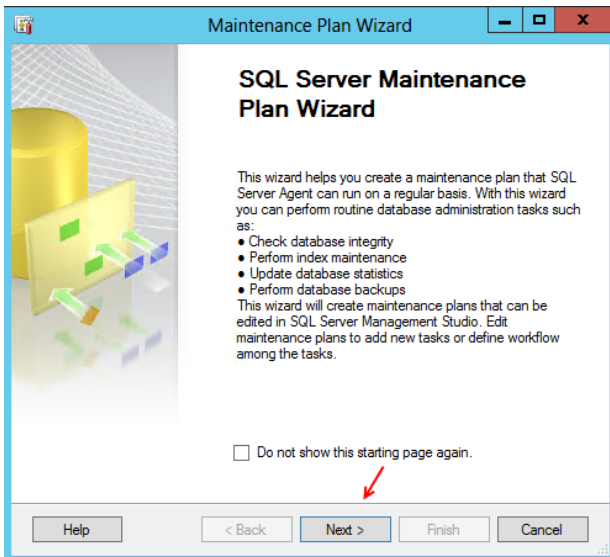 Maintenance Plan Wizard
SQL Server Maintenance
Plan Wizard
This wizard helps you create a maintenance plan that SQL
Server Agent can run on a regular basis. With this wizard
you can perform routine database administration tasks such
as:
● Check database integrity
● Perform index maintenance
● Update database statistics
● Perform database backups
This wizard will create maintenance plans that can be
edited in SQL Server Management Studio. Edit
maintenance plans to add new tasks or define workflow
among the tasks.
Do not show this starting page again.
Help < Back Next > Finish Cancel